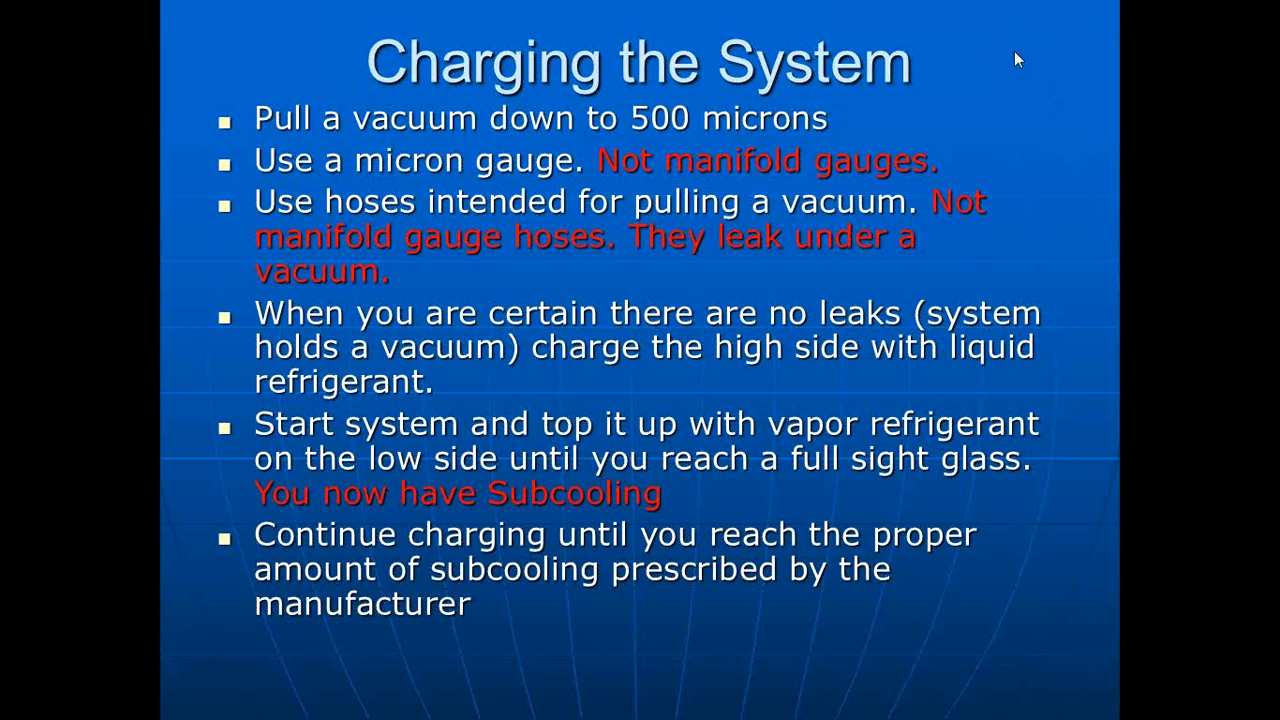 Charging the System
Pull a vacuum down to 500 microns
Use a micron gauge. Not manifold gauges.
Use hoses intended for pulling a vacuum. Not
manifold gauge hoses. They leak under a
vacuum.
When you are certain there are no leaks (system
holds a vacuum) charge the high side with liquid
refrigerant.
Start system and top it up with vapor refrigerant
on the low side until you reach a full sight glass.
You now have Subcooling
Continue charging until you reach the proper
amount of subcooling prescribed by the
manufacturer